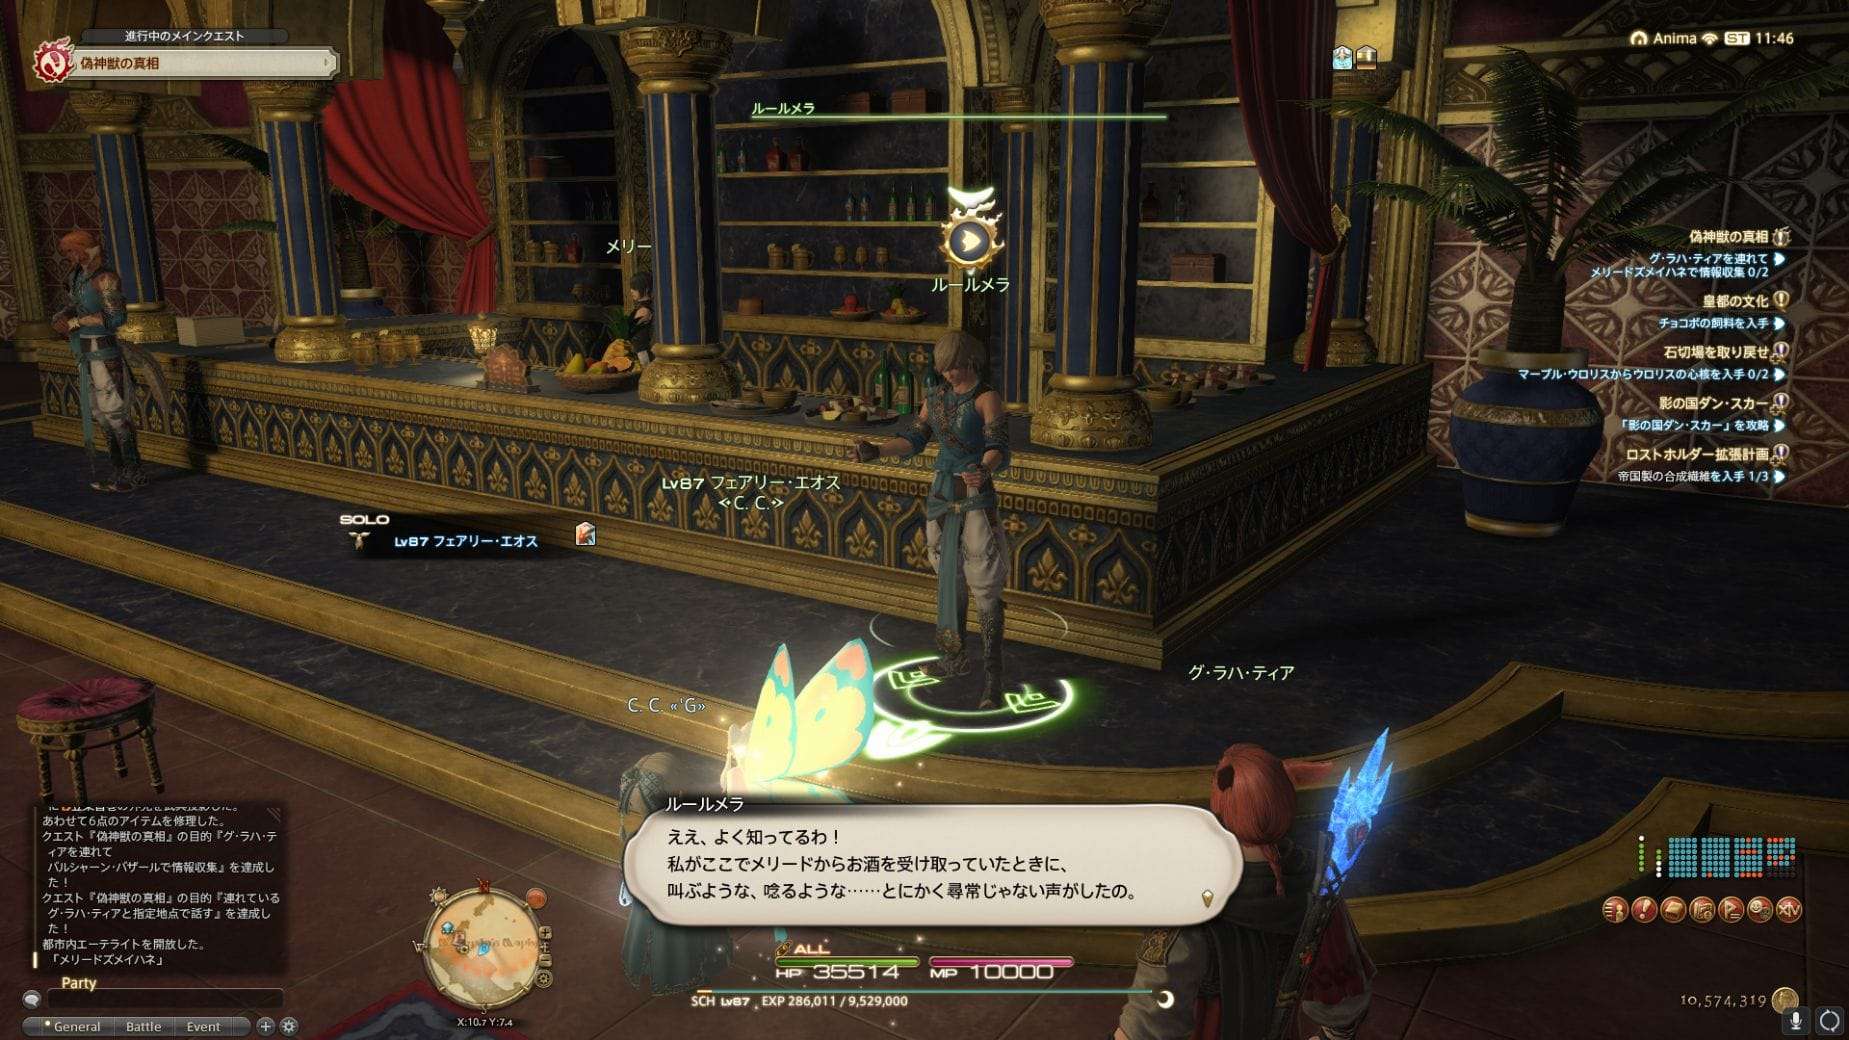 進行中のメインクエスト
偽神獣の真相
Anima ST 11:46
ルールメラ
メリー
ルールメラ
偽神獣の真相
グ・ラハ・ティアを連れて
メリードズメイハネで情報収集 0/2
皇都の文化
チョコボの飼料を入手
石切場を取り戻せ
マーブル・ウロリスからウロリスの心核を入手 0/2
影の国ダン・スカー
「影の国ダン・スカー」を攻略
ロストホルダー拡張計画
帝国製の合成繊維を入手 1/3
Lv87 フェアリー・エオス
«C. C.»
SOLO
Lv87 フェアリー・エオス
グ・ラハ・ティア
C. C. «'G»
ルールメラ
ええ、よく知ってるわ！
私がここでメリードからお酒を受け取っていたときに、
叫ぶような、唸るような……とにかく尋常じゃない声がしたの。
あわせて6点のアイテムを修理した。
クエスト『偽神獣の真相』の目的『グ・ラハ・テ
ィアを連れて
バルシャーン・バザールで情報収集』を達成し
た！
クエスト『偽神獣の真相』の目的『連れている
グ・ラハ・ティアと指定地点で話す』を達成し
た！
都市内エーテライトを開放した。
「メリードズメイハネ」
Party
General Battle Event
N
X:10.7 Y:7.4
ALL
HP 35514 MP 10000
SCH Lv87 EXP 286,011 / 9,529,000
XIV
10,574,319